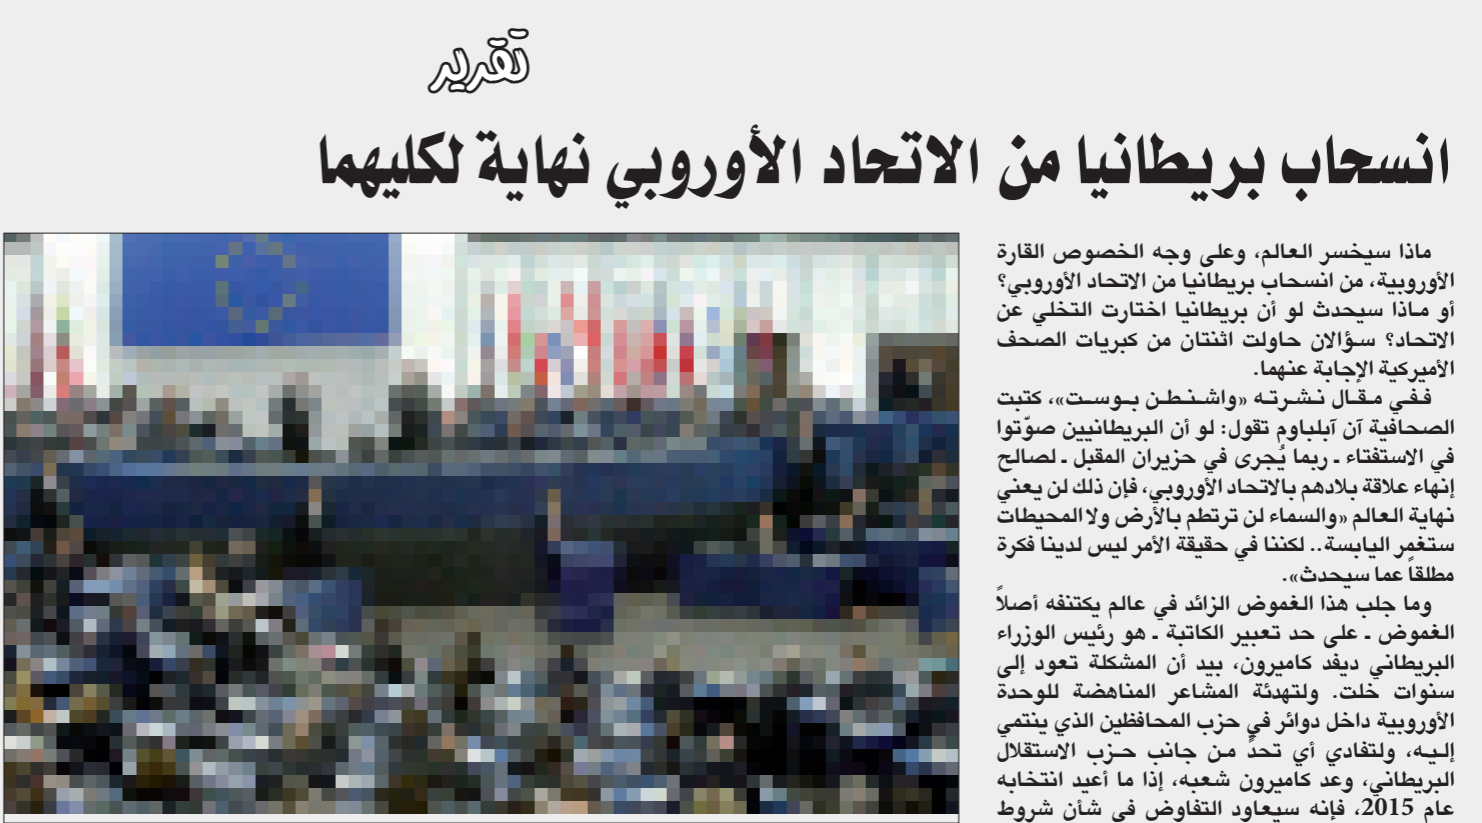 تقرير
انسحاب بريطانيا من الاتحاد الأوروبي نهاية لكليهما
ماذا سيخسر العالم، وعلى وجه الخصوص القارة
الأوروبية، من انسحاب بريطانيا من الاتحاد الأوروبي؟
أو ماذا سيحدث لو أن بريطانيا اختارت التخلي عن
الاتحاد؟ سؤالان حاولت اثنتان من كبريات الصحف
الأميركية الإجابة عنهما.
ففي مقال نشرته «واشنطن بوست»، كتبت
الصحافية آن آبلباوم تقول: لو أن البريطانيين صوّتوا
في الاستفتاء ـ ربما يُجرى في حزيران المقبل ـ لصالح
إنهاء علاقة بلادهم بالاتحاد الأوروبي، فإن ذلك لن يعني
نهاية العالم «والسماء لن ترتطم بالأرض ولا المحيطات
ستغمر اليابسة.. لكننا في حقيقة الأمر ليس لدينا فكرة
مطلقاً عما سيحدث».
وما جلب هذا الغموض الزائد في عالم يكتنفه أصلاً
الغموض ـ على حد تعبير الكاتبة ـ هو رئيس الوزراء
البريطاني ديفد كاميرون، بيد أن المشكلة تعود إلى
سنوات خلت. ولتهدئة المشاعر المناهضة للوحدة
الأوروبية داخل دوائر في حزب المحافظين الذي ينتمي
إليه، ولتفادي أي تحدٍّ من جانب حزب الاستقلال
البريطاني، وعد كاميرون شعبه، إذا ما أعيد انتخابه
عام 2015، فإنه سيعاود التفاوض في شأن شروط